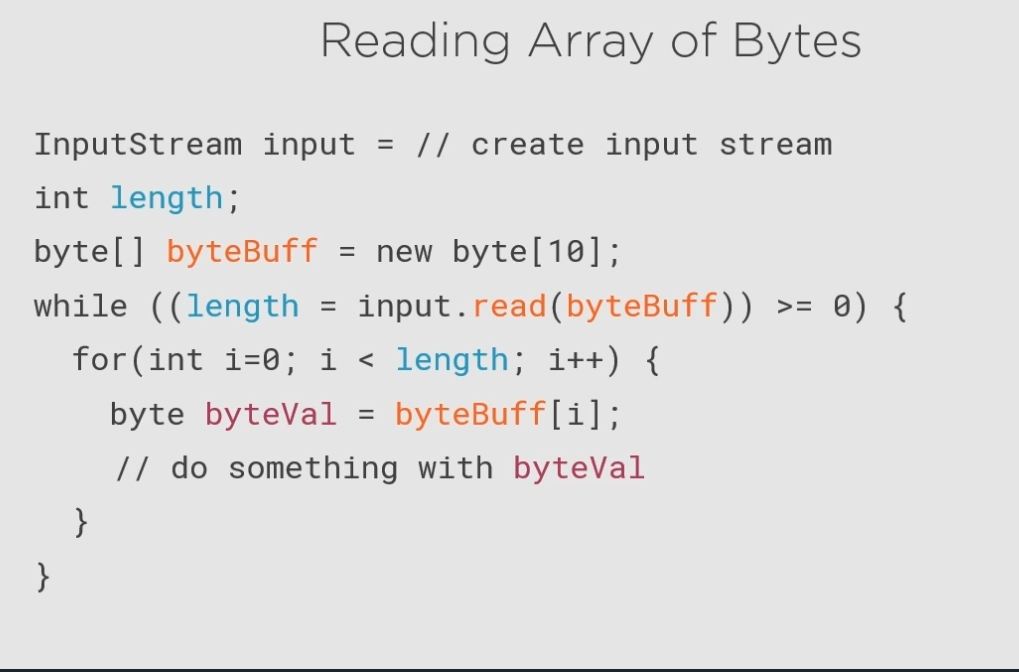 Reading Array of Bytes
InputStream input = // create input stream
int length;
byte[] byteBuff = new byte[10];
while ((length = input.read(byteBuff)) >= 0) {
for(int i=0; i < length; i++) {
byte byteVal = byteBuff[i];
// do something with byteVal
}
}